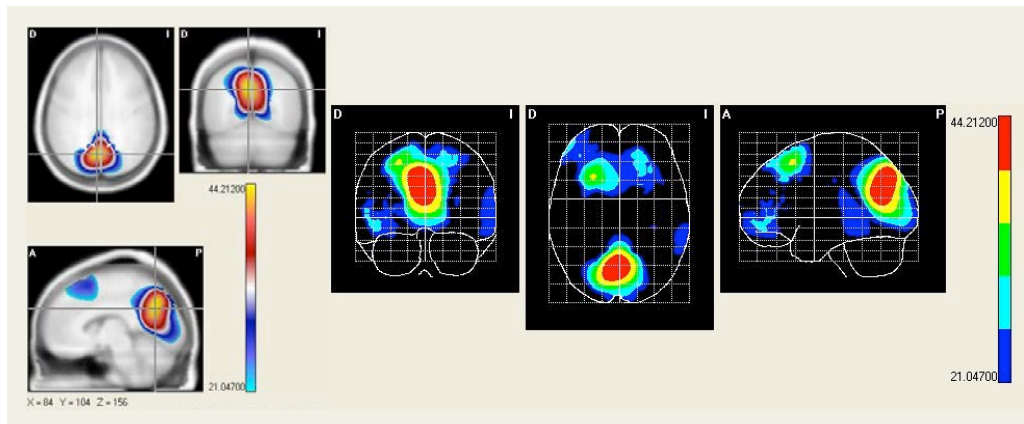 D I
D I
44.21200
21.04700
A P
X = 84 Y = 104 Z = 156
D I
D I
A P
44.21200
21.04700